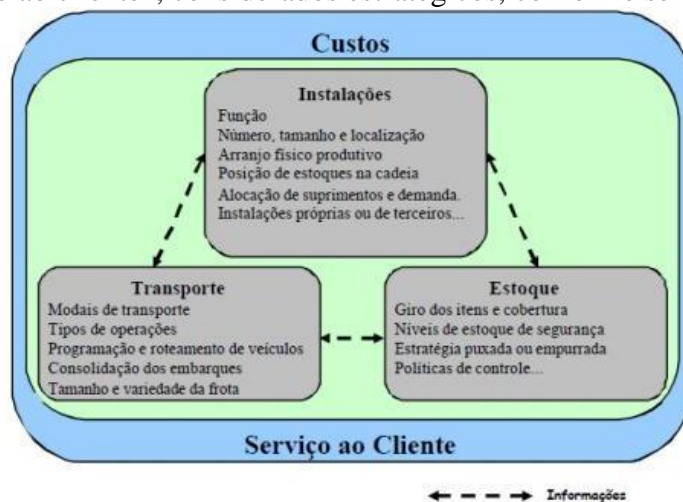 considerados estratégicos,
Custos
Instalações
Função
Número, tamanho e localização
Arranjo físico produtivo
Posição de estoques na cadeia
Alocação de suprimentos e demanda.
Instalações próprias ou de terceiros...
Transporte
Modais de transporte
Tipos de operações
Programação e roteamento de veículos
Consolidação dos embarques
Tamanho e variedade da frota
Estoque
Giro dos itens e cobertura
Níveis de estoque de segurança
Estratégia puxada ou empurrada
Políticas de controle...
Serviço ao Cliente
Informações